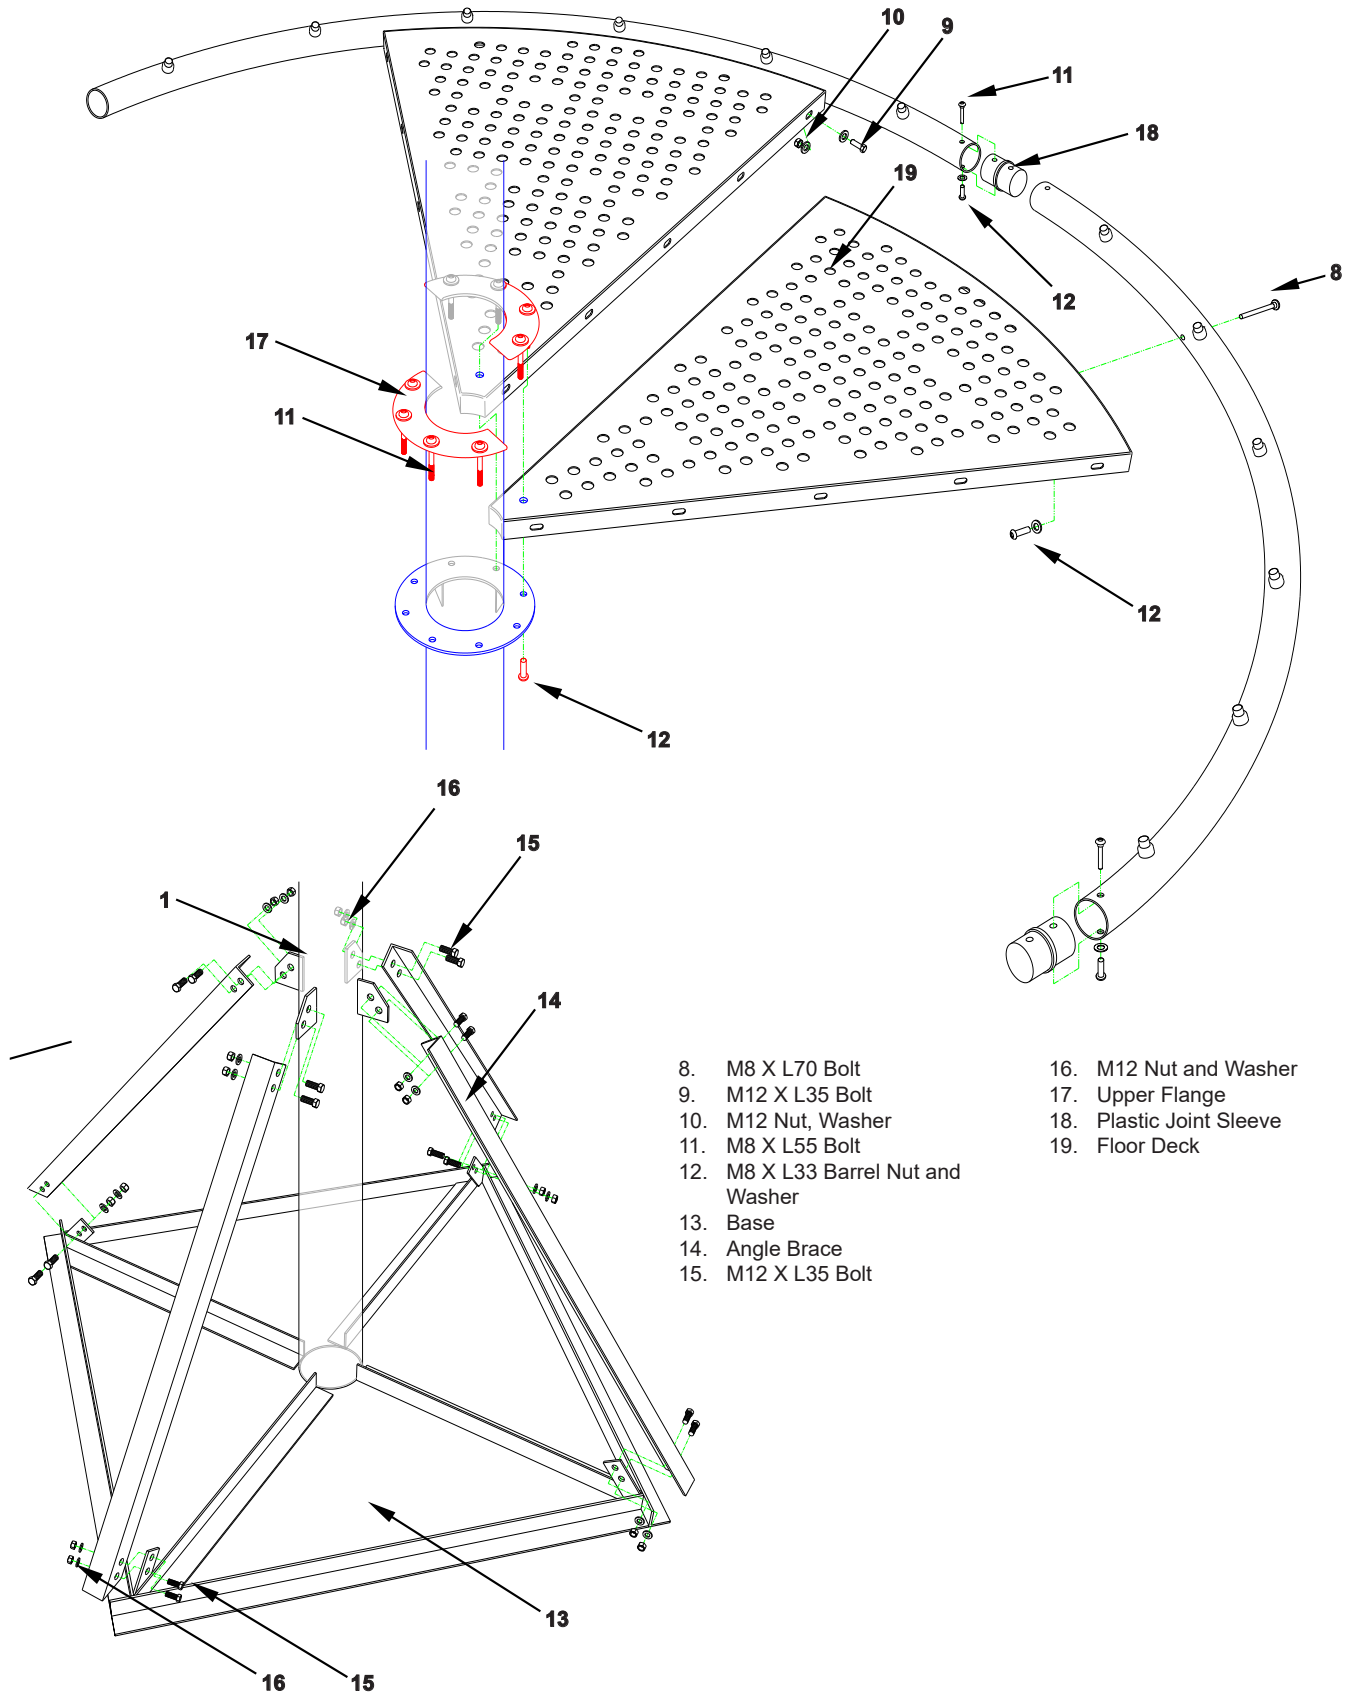 10
9
11
18
19
12
8
17
11
12
12
16
15
1
14
8. M8 X L70 Bolt
9. M12 X L35 Bolt
10. M12 Nut, Washer
11. M8 X L55 Bolt
12. M8 X L33 Barrel Nut and
Washer
13. Base
14. Angle Brace
15. M12 X L35 Bolt
16. M12 Nut and Washer
17. Upper Flange
18. Plastic Joint Sleeve
19. Floor Deck
13
16
15